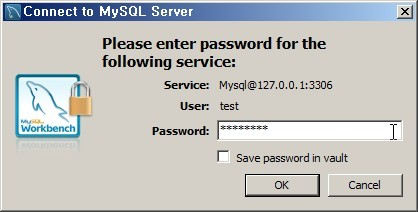 Connect to MySQL Server
Please enter password for the
following service:
Service: Mysql@127.0.0.1:3306
User: test
Password: ********
MySQL
Workbench
Save password in vault
OK Cancel